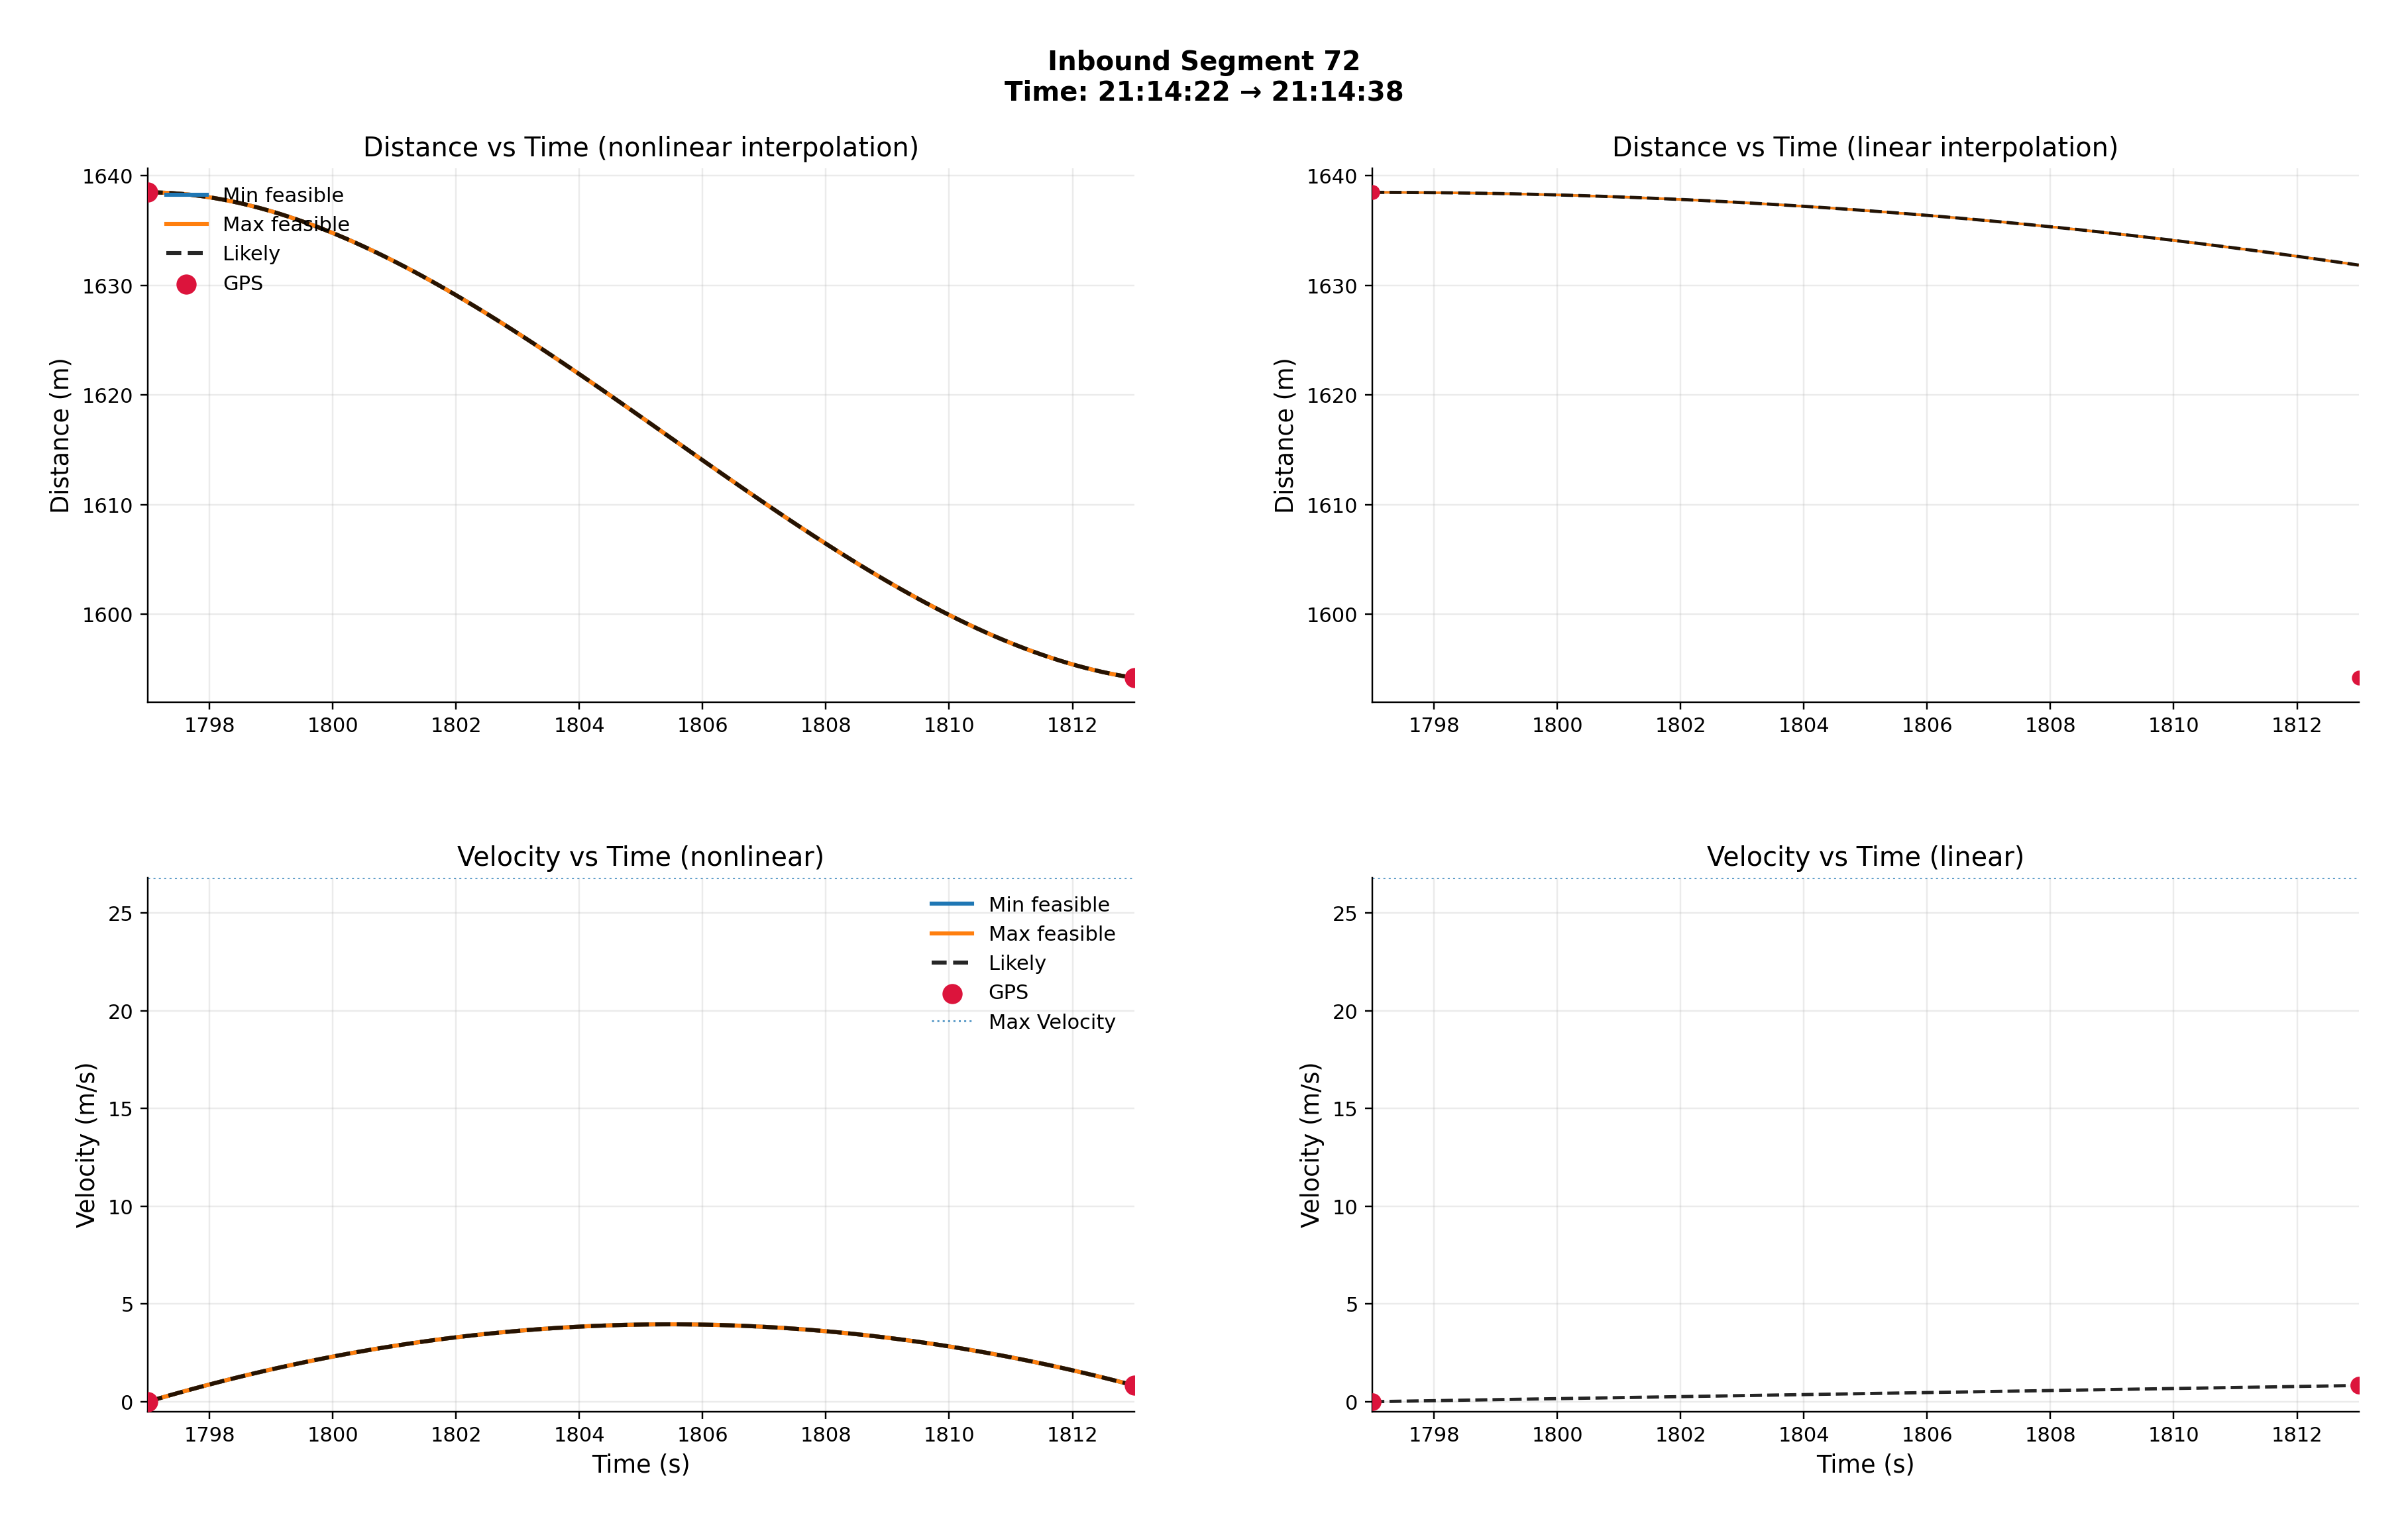 Inbound Segment 72
Time: 21:14:22 → 21:14:38
Distance vs Time (nonlinear interpolation)
Distance (m)
1640
1630
1620
1610
1600
Min feasible
Max feasible
Likely
GPS
1798 1800 1802 1804 1806 1808 1810 1812
Distance vs Time (linear interpolation)
Distance (m)
1640
1630
1620
1610
1600
1798 1800 1802 1804 1806 1808 1810 1812
Velocity vs Time (nonlinear)
Velocity (m/s)
25
20
15
10
5
0
Min feasible
Max feasible
Likely
GPS
Max Velocity
1798 1800 1802 1804 1806 1808 1810 1812
Time (s)
Velocity vs Time (linear)
Velocity (m/s)
25
20
15
10
5
0
1798 1800 1802 1804 1806 1808 1810 1812
Time (s)